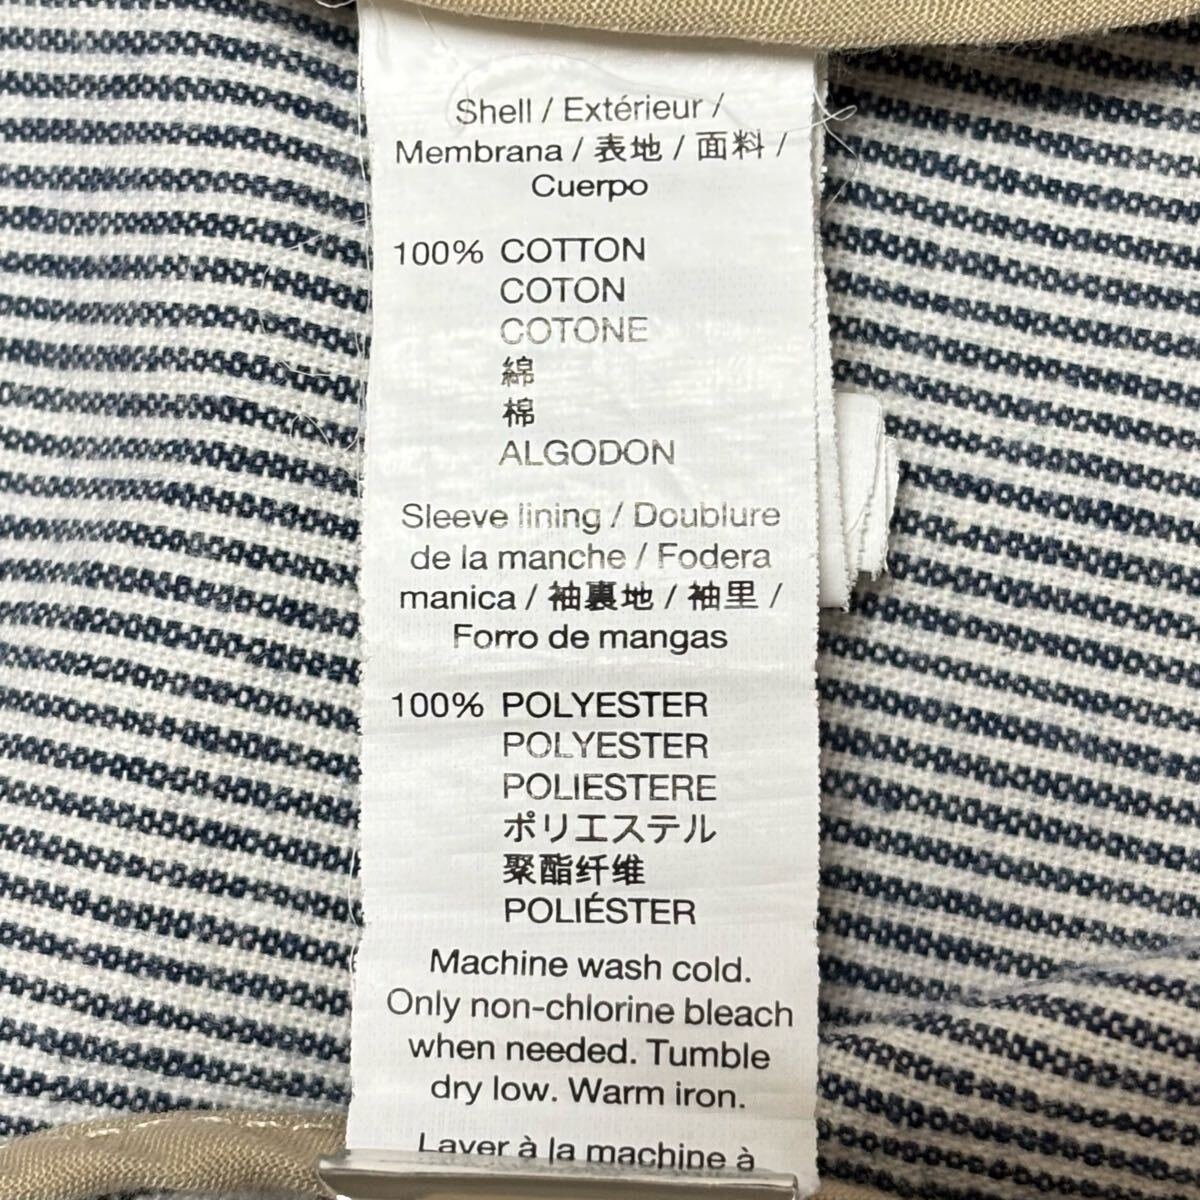 Shell / Extérieur /
Membrana / 表地 / 面料 /
Cuerpo
100% COTTON
COTON
COTONE
綿
棉
ALGODON
Sleeve lining / Doublure
de la manche / Fodera
manica / 袖裏地 / 袖里 /
Forro de mangas
100% POLYESTER
POLYESTER
POLIESTERE
ポリエステル
聚酯纤维
POLIÉSTER
Machine wash cold.
Only non-chlorine bleach
when needed. Tumble
dry low. Warm iron.
Laver à la machine à